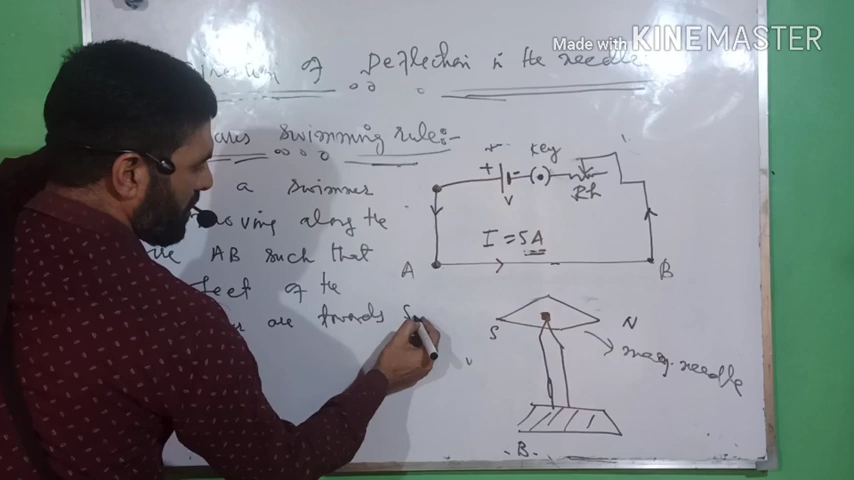 Made with KINEMASTER
of Deflection in the needle
swimming rule:-
a swimmer
moving along the
AB such that
feet of the
are towards S
+ -
key
V
Rh
I = 5A
A
B
S
N
mag. needle
B